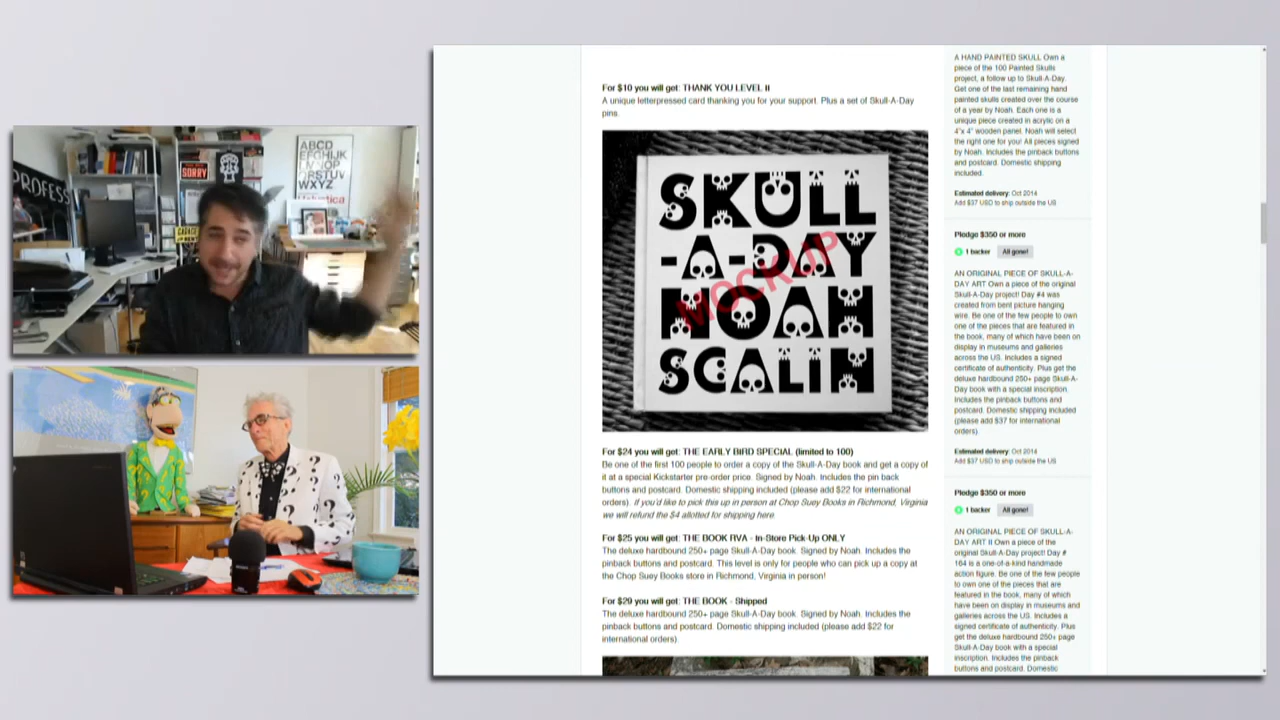 PROFESS
SORRY
ABCD
WXYZ
Helvetica
GARAGE
For $10 you will get: THANK YOU LEVEL II
A unique letterpressed card thanking you for your support. Plus a set of Skull-A-Day
pins.
SKULL
-A-DAY
NOAH
SCALIN
MOCKUP
For $24 you will get: THE EARLY BIRD SPECIAL (limited to 100)
Be one of the first 100 people to order a copy of the Skull-A-Day book and get a copy of
it at a special Kickstarter pre-order price. Signed by Noah. Includes the pin back
buttons and postcard. Domestic shipping included (please add $22 for international
orders). If you'd like to pick this up in person at Chop Suey Books in Richmond, Virginia
we will refund the $4 allotted for shipping here.
For $25 you will get: THE BOOK RVA - In-Store Pick-Up ONLY
The deluxe hardbound 250+ page Skull-A-Day book. Signed by Noah. Includes the
pinback buttons and postcard. This level is only for people who can pick up a copy at
the Chop Suey Books store in Richmond, Virginia in person!
For $29 you will get: THE BOOK - Shipped
The deluxe hardbound 250+ page Skull-A-Day book. Signed by Noah. Includes the
pinback buttons and postcard. Domestic shipping included (please add $22 for
international orders).
A HAND PAINTED SKULL Own a
piece of the 100 Painted Skulls
project, a follow up to Skull-A-Day.
Get one of the last remaining hand
painted skulls created over the course
of a year by Noah. Each one is a
unique piece created in acrylic on a
4"x 4" wooden panel. Noah will select
the right one for you! All pieces signed
by Noah. Includes the pinback buttons
and postcard. Domestic shipping
included.
Estimated delivery: Oct 2014
Add $37 USD to ship outside the US
Pledge $350 or more
1 backer All gone!
AN ORIGINAL PIECE OF SKULL-A-
DAY ART Own a piece of the original
Skull-A-Day project! Day #4 was
created from bent picture hanging
wire. Be one of the few people to own
one of the pieces that are featured in
the book, many of which have been on
display in museums and galleries
across the US. Includes a signed
certificate of authenticity. Plus get the
deluxe hardbound 250+ page Skull-A-
Day book with a special inscription.
Includes the pinback buttons and
postcard. Domestic shipping included
(please add $37 for international
orders).
Estimated delivery: Oct 2014
Add $37 USD to ship outside the US
Pledge $350 or more
1 backer All gone!
AN ORIGINAL PIECE OF SKULL-A-
DAY ART II Own a piece of the
original Skull-A-Day project! Day #
164 is a one-of-a-kind handmade
action figure. Be one of the few people
to own one of the pieces that are
featured in the book, many of which
have been on display in museums and
galleries across the US. Includes a
signed certificate of authenticity. Plus
get the deluxe hardbound 250+ page
Skull-A-Day book with a special
inscription. Includes the pinback
buttons and postcard. Domestic